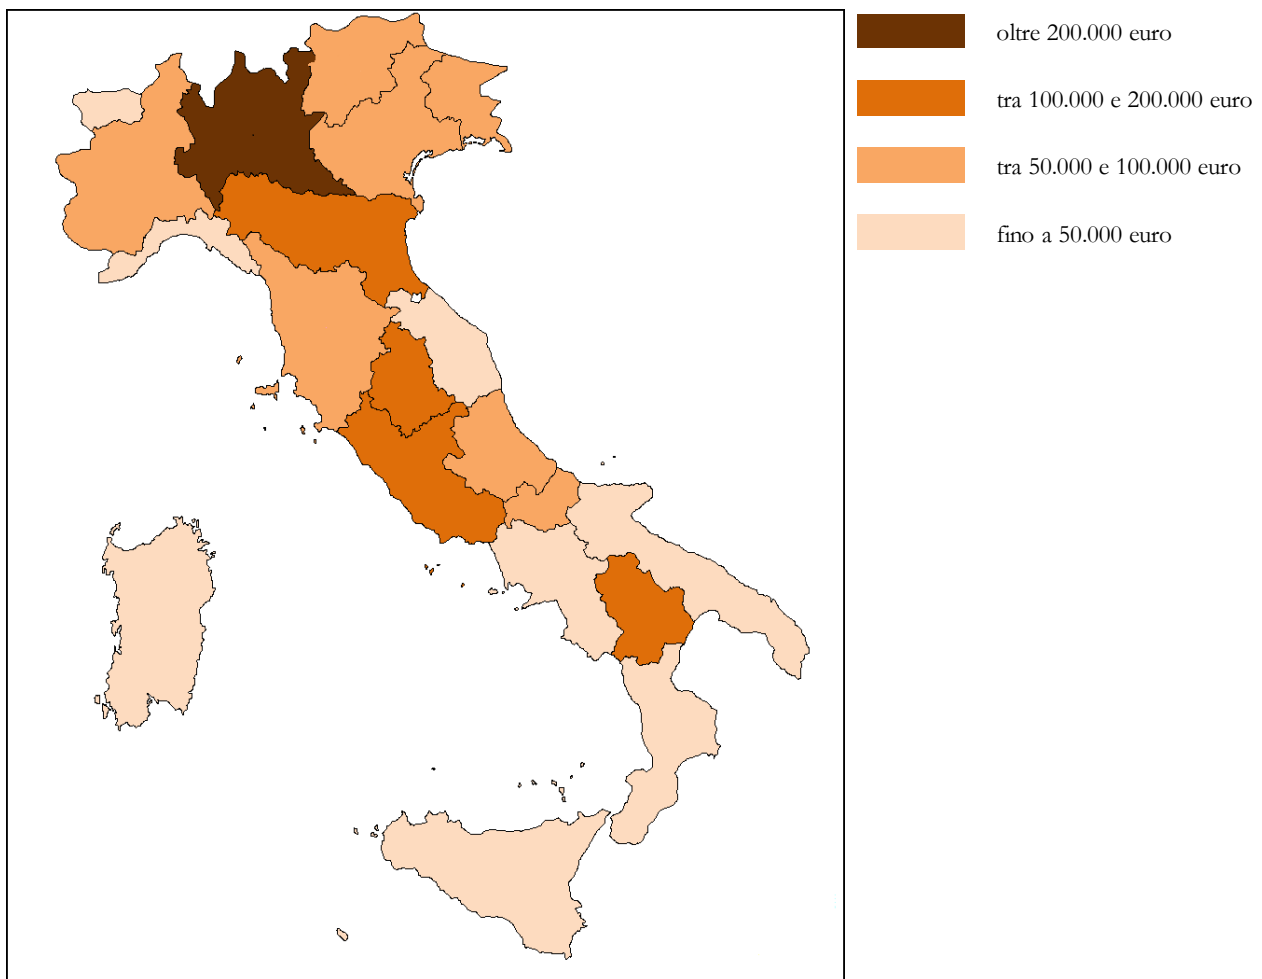 oltre 200.000 euro
tra 100.000 e 200.000 euro
tra 50.000 e 100.000 euro
fino a 50.000 euro